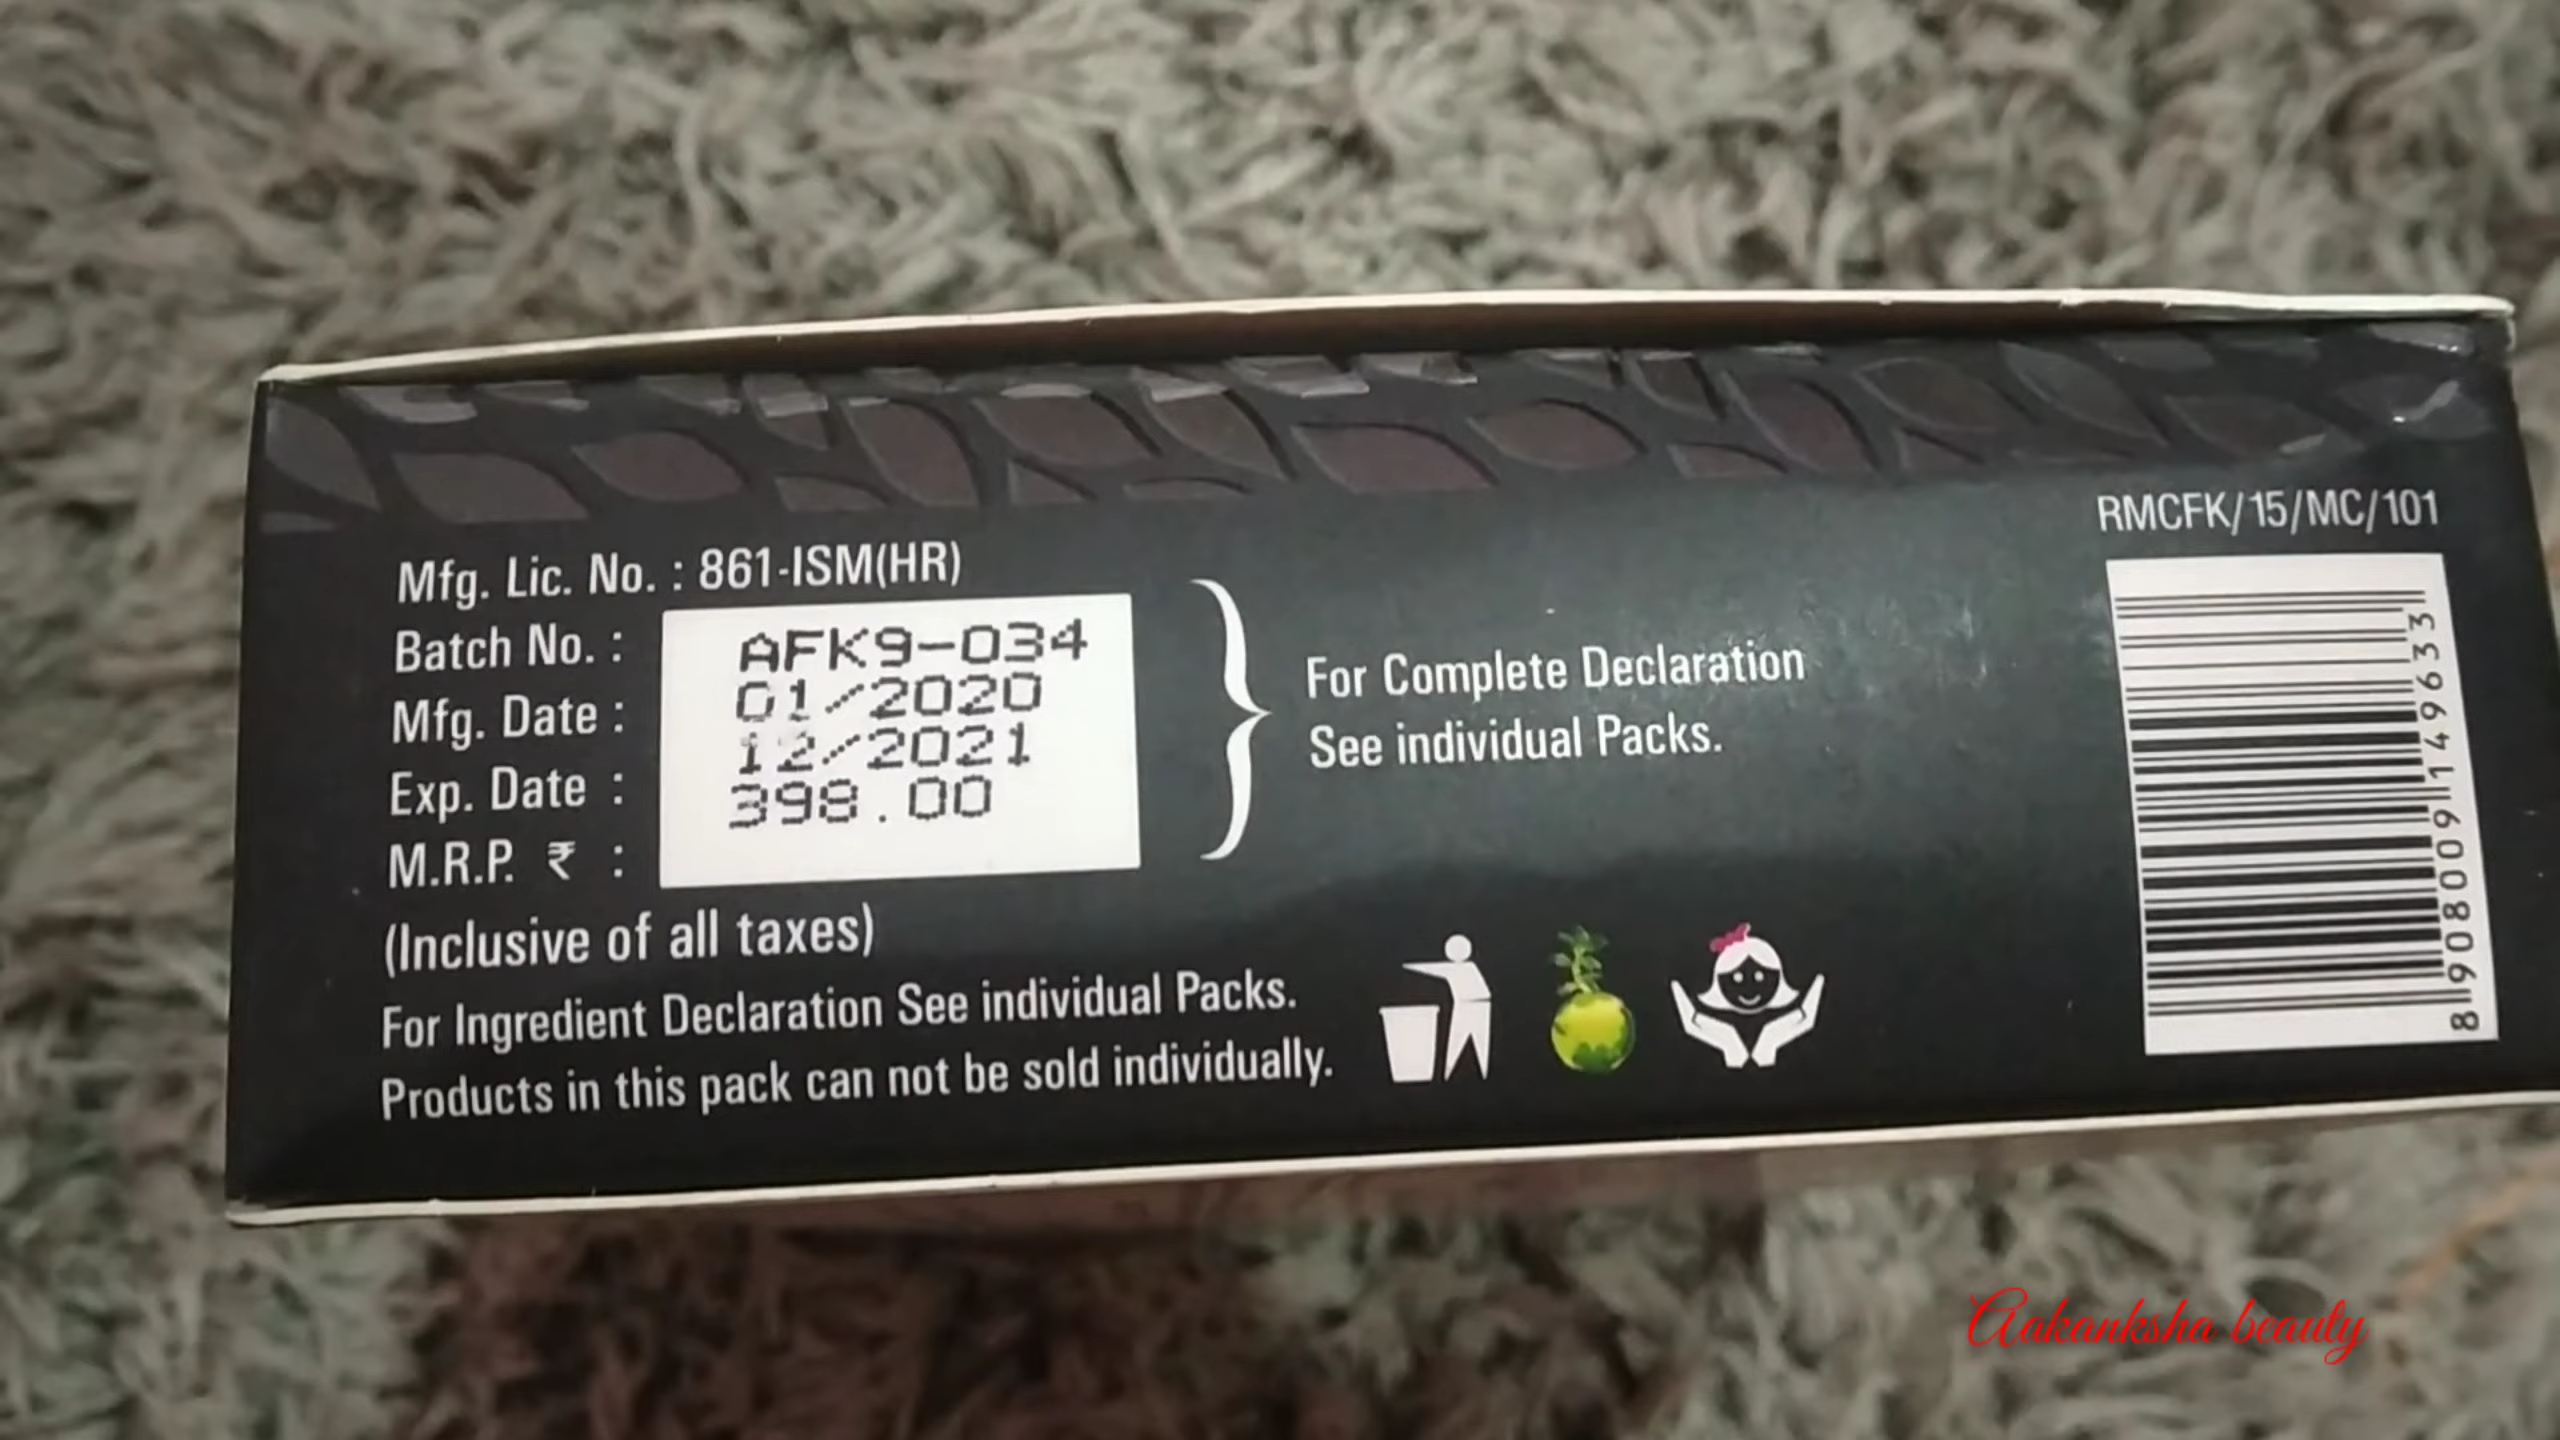 RMCFK/15/MC/101
Mfg. Lic. No. : 861-ISM(HR)
Batch No. : AFK9-034
Mfg. Date : 01/2020
Exp. Date : 12/2021
M.R.P. ₹ : 398.00
(Inclusive of all taxes)
For Complete Declaration
See individual Packs.
For Ingredient Declaration See individual Packs.
Products in this pack can not be sold individually.
8 908009 149633
Aakanksha beauty